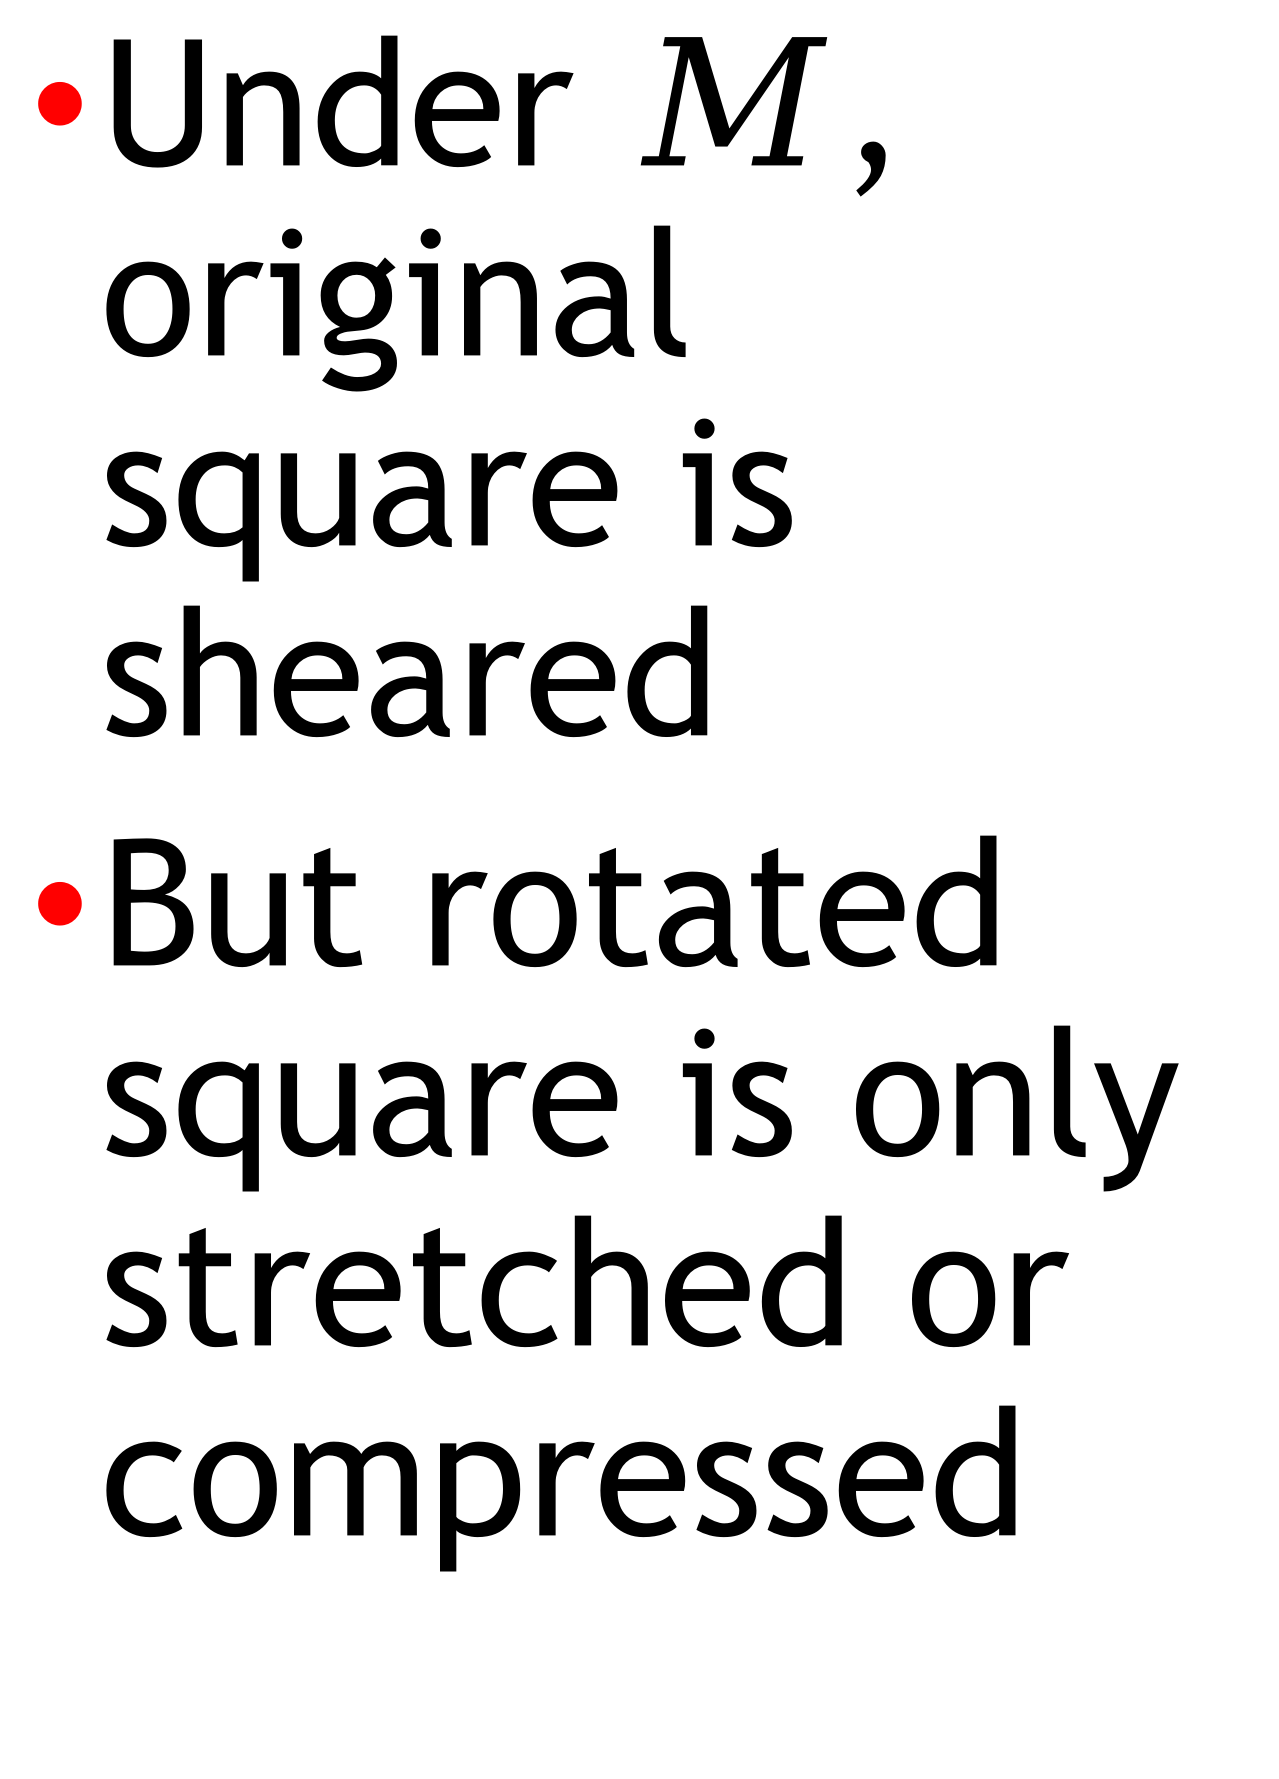 •Under M,
original
square is
sheared
•But rotated
square is only
stretched or
compressed